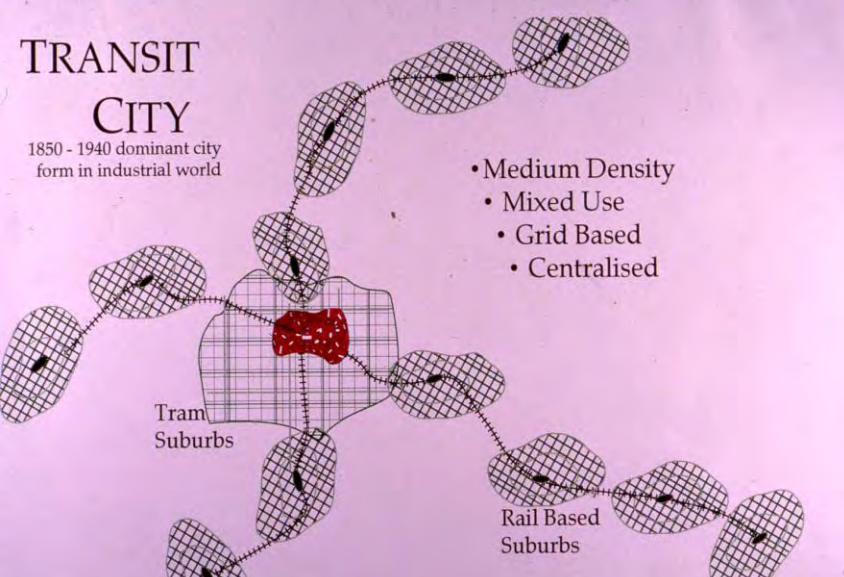 TRANSIT
CITY
1850 - 1940 dominant city
form in industrial world
• Medium Density
• Mixed Use
• Grid Based
• Centralised
Tram
Suburbs
Rail Based
Suburbs